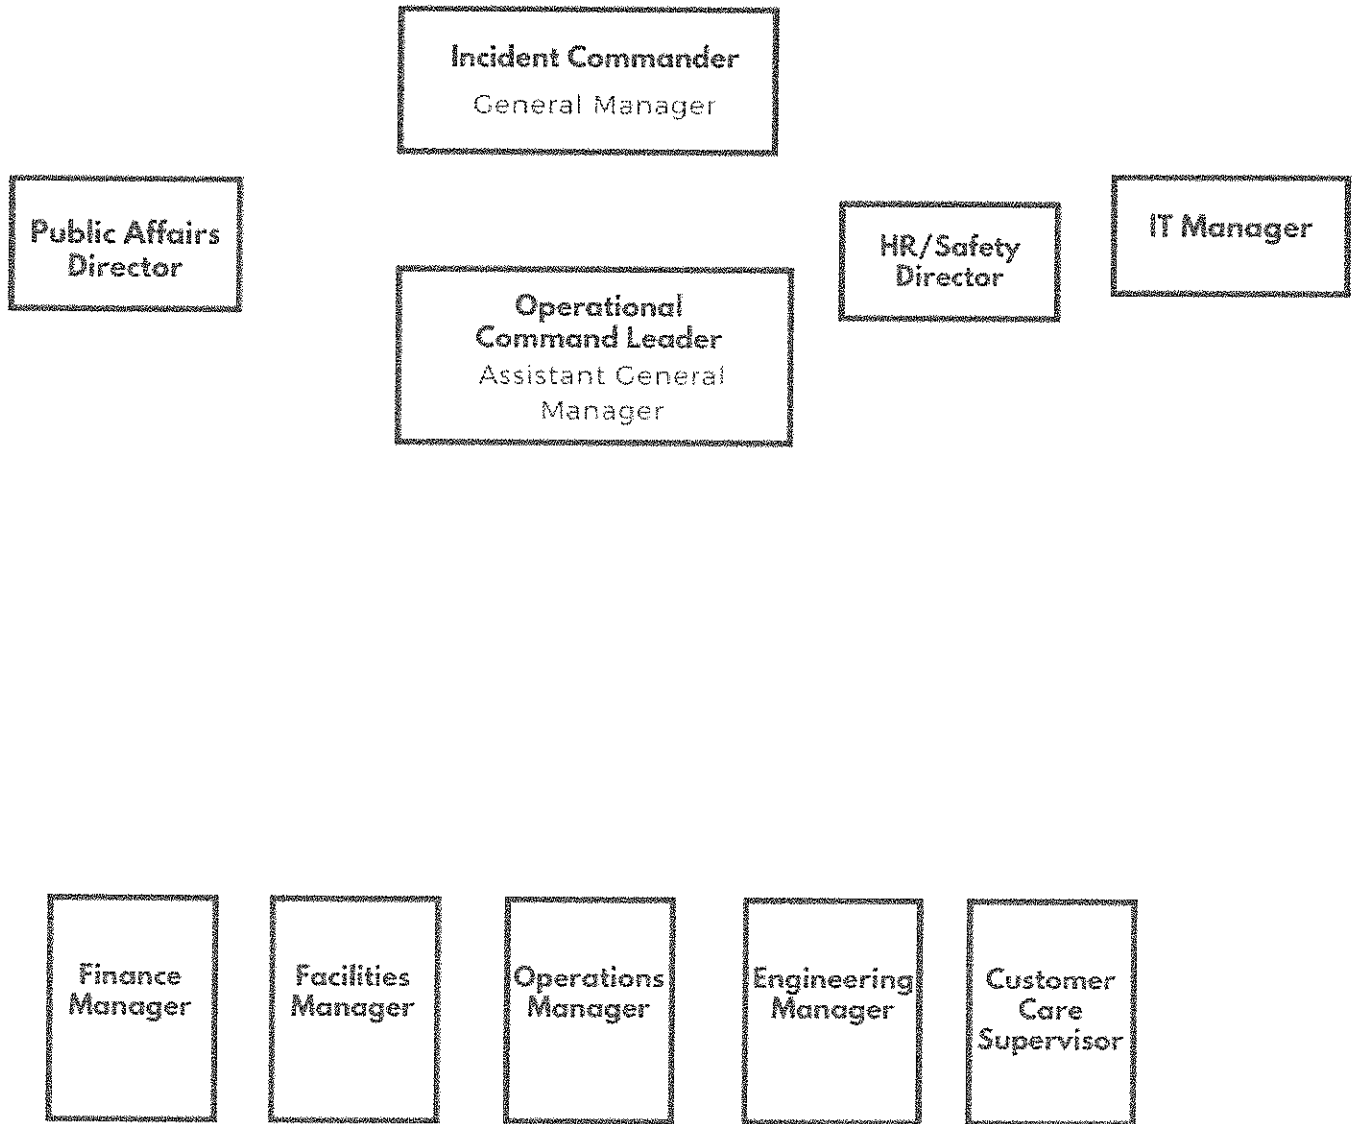 Incident Commander
General Manager
Public Affairs
Director
HR/Safety
Director
IT Manager
Operational
Command Leader
Assistant General
Manager
Finance
Manager
Facilities
Manager
Operations
Manager
Engineering
Manager
Customer
Care
Supervisor